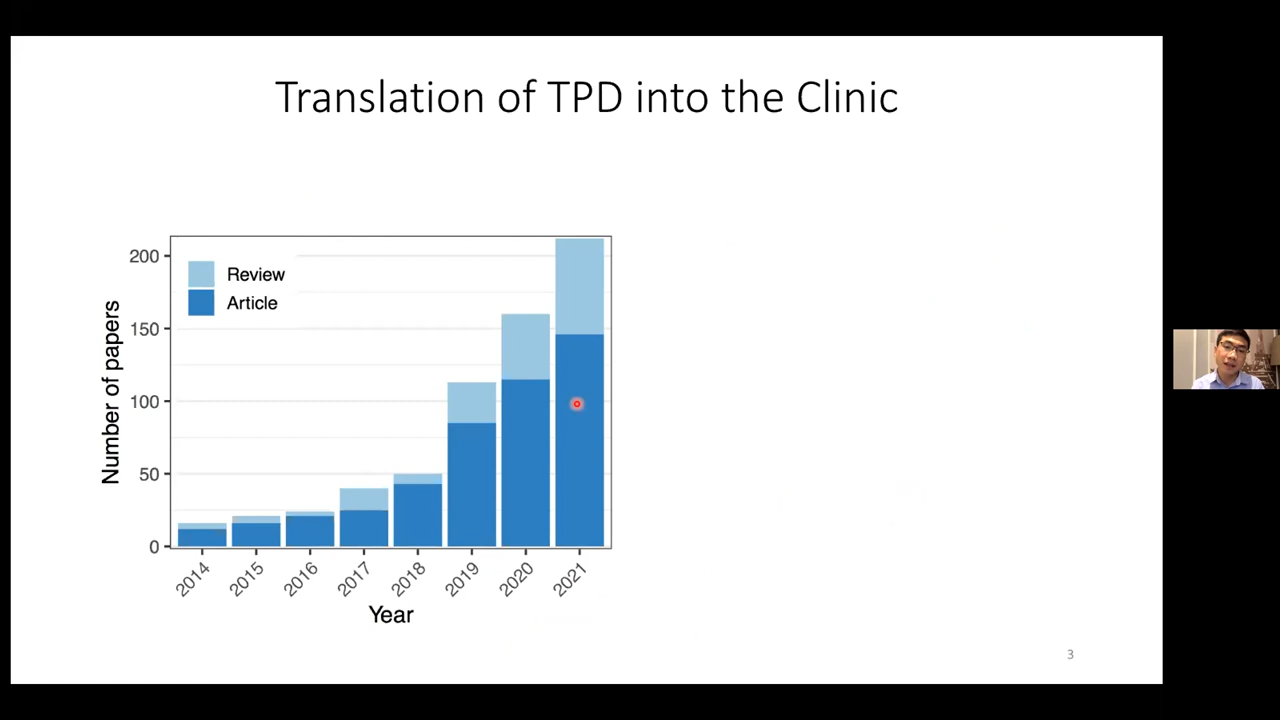 Translation of TPD into the Clinic
200
150
100
50
0
Number of papers
Review
Article
2014
2015
2016
2017
2018
2019
2020
2021
Year
3